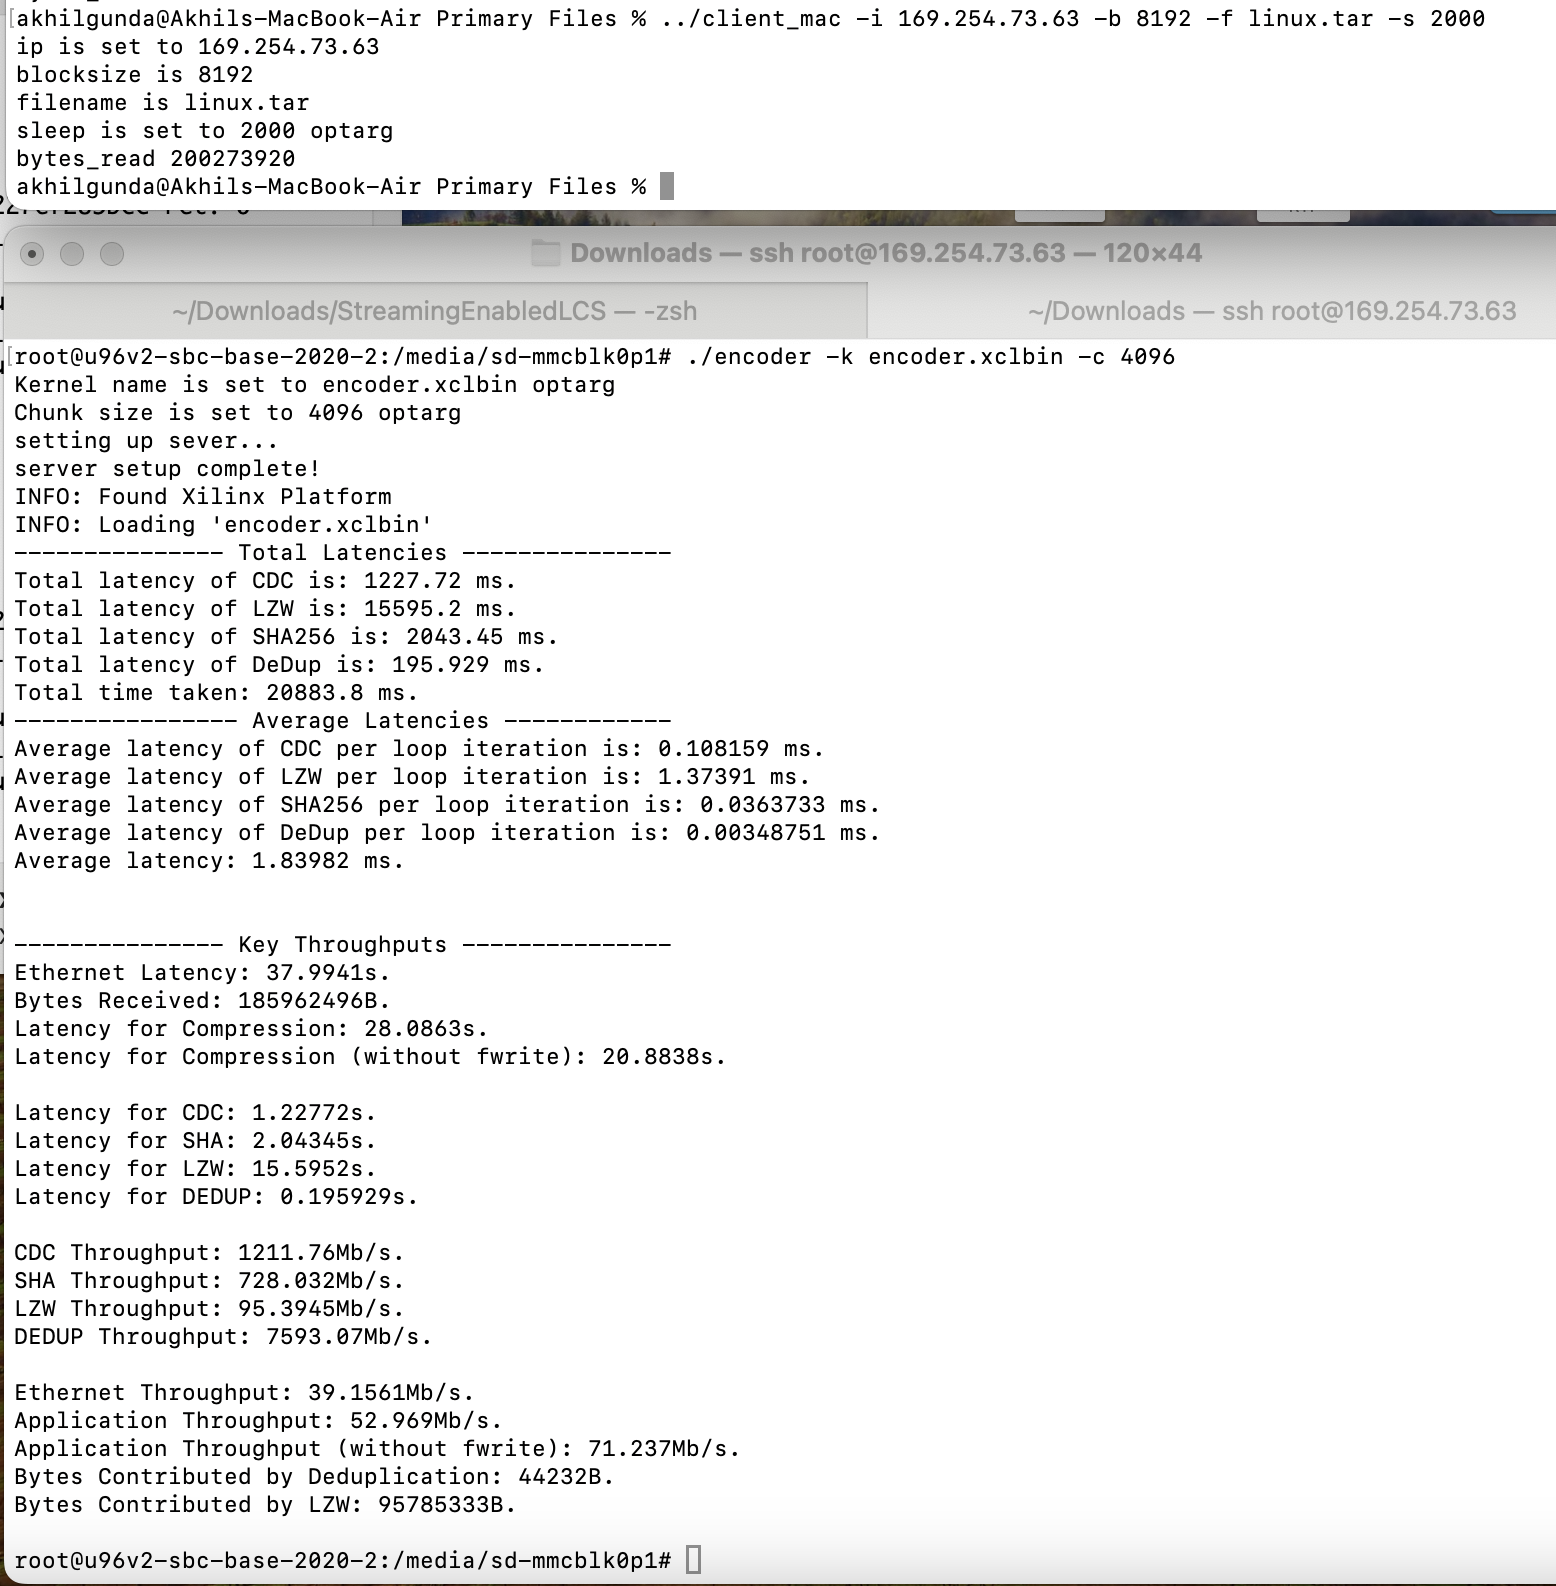 akhilgunda@Akhils-MacBook-Air Primary Files % ../client_mac -i 169.254.73.63 -b 8192 -f linux.tar -s 2000
ip is set to 169.254.73.63
blocksize is 8192
filename is linux.tar
sleep is set to 2000 optarg
bytes_read 200273920
akhilgunda@Akhils-MacBook-Air Primary Files %
Downloads — ssh root@169.254.73.63 — 120×44
~/Downloads/StreamingEnabledLCS — -zsh
~/Downloads — ssh root@169.254.73.63
root@u96v2-sbc-base-2020-2:/media/sd-mmcblk0p1# ./encoder -k encoder.xclbin -c 4096
Kernel name is set to encoder.xclbin optarg
Chunk size is set to 4096 optarg
setting up sever...
server setup complete!
INFO: Found Xilinx Platform
INFO: Loading 'encoder.xclbin'
--------------- Total Latencies ---------------
Total latency of CDC is: 1227.72 ms.
Total latency of LZW is: 15595.2 ms.
Total latency of SHA256 is: 2043.45 ms.
Total latency of DeDup is: 195.929 ms.
Total time taken: 20883.8 ms.
---------------- Average Latencies ------------
Average latency of CDC per loop iteration is: 0.108159 ms.
Average latency of LZW per loop iteration is: 1.37391 ms.
Average latency of SHA256 per loop iteration is: 0.0363733 ms.
Average latency of DeDup per loop iteration is: 0.00348751 ms.
Average latency: 1.83982 ms.
--------------- Key Throughputs ---------------
Ethernet Latency: 37.9941s.
Bytes Received: 185962496B.
Latency for Compression: 28.0863s.
Latency for Compression (without fwrite): 20.8838s.
Latency for CDC: 1.22772s.
Latency for SHA: 2.04345s.
Latency for LZW: 15.5952s.
Latency for DEDUP: 0.195929s.
CDC Throughput: 1211.76Mb/s.
SHA Throughput: 728.032Mb/s.
LZW Throughput: 95.3945Mb/s.
DEDUP Throughput: 7593.07Mb/s.
Ethernet Throughput: 39.1561Mb/s.
Application Throughput: 52.969Mb/s.
Application Throughput (without fwrite): 71.237Mb/s.
Bytes Contributed by Deduplication: 44232B.
Bytes Contributed by LZW: 95785333B.
root@u96v2-sbc-base-2020-2:/media/sd-mmcblk0p1#